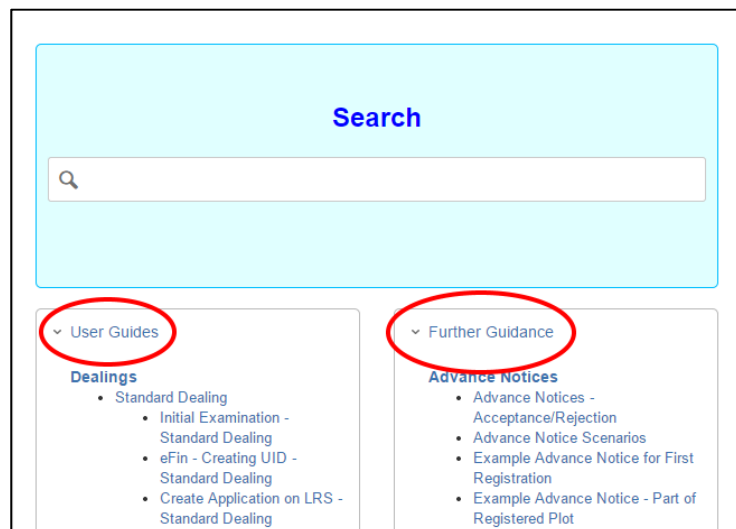 Search
User Guides
Dealings
Standard Dealing
Initial Examination -
Standard Dealing
eFin - Creating UID -
Standard Dealing
Create Application on LRS -
Standard Dealing
Further Guidance
Advance Notices
Advance Notices -
Acceptance/Rejection
Advance Notice Scenarios
Example Advance Notice for First
Registration
Example Advance Notice - Part of
Registered Plot